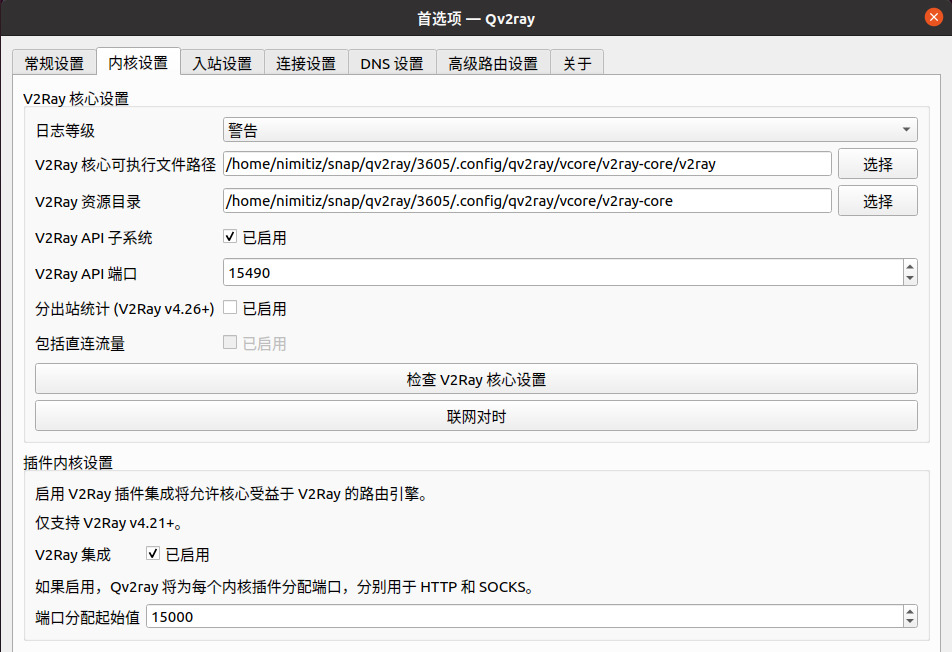 首选项 — Qv2ray
常规设置 内核设置 入站设置 连接设置 DNS 设置 高级路由设置 关于
V2Ray 核心设置
日志等级 警告
V2Ray 核心可执行文件路径 /home/nimitiz/snap/qv2ray/3605/.config/qv2ray/vcore/v2ray-core/v2ray 选择
V2Ray 资源目录 /home/nimitiz/snap/qv2ray/3605/.config/qv2ray/vcore/v2ray-core 选择
V2Ray API 子系统 已启用
V2Ray API 端口 15490
分出站统计 (V2Ray v4.26+) 已启用
包括直连流量 已启用
检查 V2Ray 核心设置
联网对时
插件内核设置
启用 V2Ray 插件集成将允许核心受益于 V2Ray 的路由引擎。
仅支持 V2Ray v4.21+。
V2Ray 集成 已启用
如果启用，Qv2ray 将为每个内核插件分配端口，分别用于 HTTP 和 SOCKS。
端口分配起始值 15000